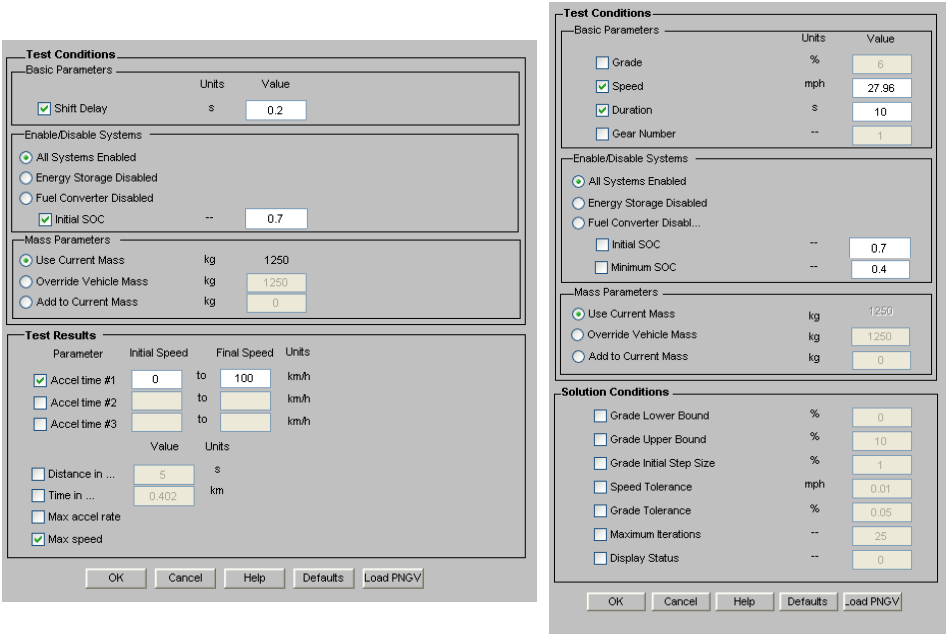 Test Conditions
Basic Parameters
Units Value
Shift Delay s 0.2
Enable/Disable Systems
All Systems Enabled
Energy Storage Disabled
Fuel Converter Disabled
Initial SOC -- 0.7
Mass Parameters
Use Current Mass kg 1250
Override Vehicle Mass kg 1250
Add to Current Mass kg 0
Test Results
Parameter Initial Speed Final Speed Units
Accel time #1 0 to 100 km/h
Accel time #2 to km/h
Accel time #3 to km/h
Value Units
Distance in ... 5 s
Time in ... 0.402 km
Max accel rate
Max speed
OK Cancel Help Defaults Load PNGV
Test Conditions
Basic Parameters
Units Value
Grade % 6
Speed mph 27.96
Duration s 10
Gear Number -- 1
Enable/Disable Systems
All Systems Enabled
Energy Storage Disabled
Fuel Converter Disabl...
Initial SOC -- 0.7
Minimum SOC -- 0.4
Mass Parameters
Use Current Mass kg 1250
Override Vehicle Mass kg 1250
Add to Current Mass kg 0
Solution Conditions
Grade Lower Bound % 0
Grade Upper Bound % 10
Grade Initial Step Size % 1
Speed Tolerance mph 0.01
Grade Tolerance % 0.05
Maximum Iterations -- 25
Display Status -- 0
OK Cancel Help Defaults Load PNGV